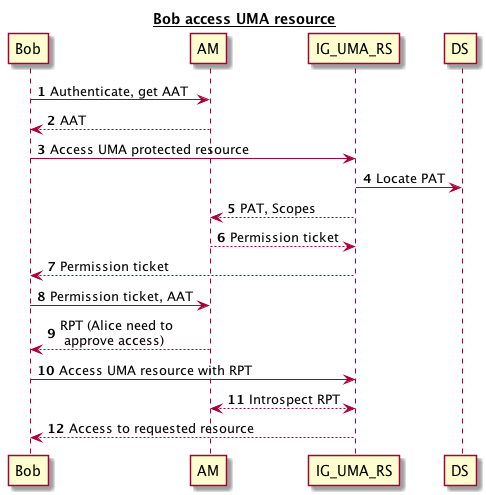 Bob access UMA resource
Bob AM IG_UMA_RS DS
1 Authenticate, get AAT
2 AAT
3 Access UMA protected resource
4 Locate PAT
5 PAT, Scopes
6 Permission ticket
7 Permission ticket
8 Permission ticket, AAT
9 RPT (Alice need to
approve access)
10 Access UMA resource with RPT
11 Introspect RPT
12 Access to requested resource
Bob AM IG_UMA_RS DS